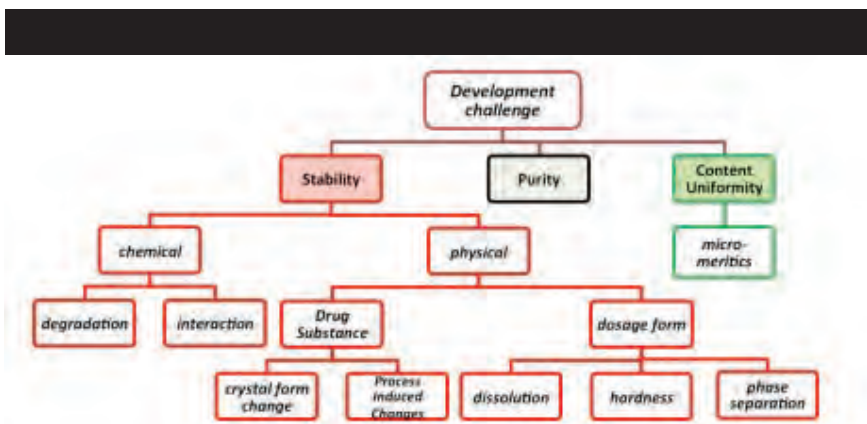 Development
challenge
Stability
Purity
Content
Uniformity
chemical
physical
micro-
meritics
degradation
interaction
Drug
Substance
dosage form
crystal form
change
Process
Induced
Changes
dissolution
hardness
phase
separation